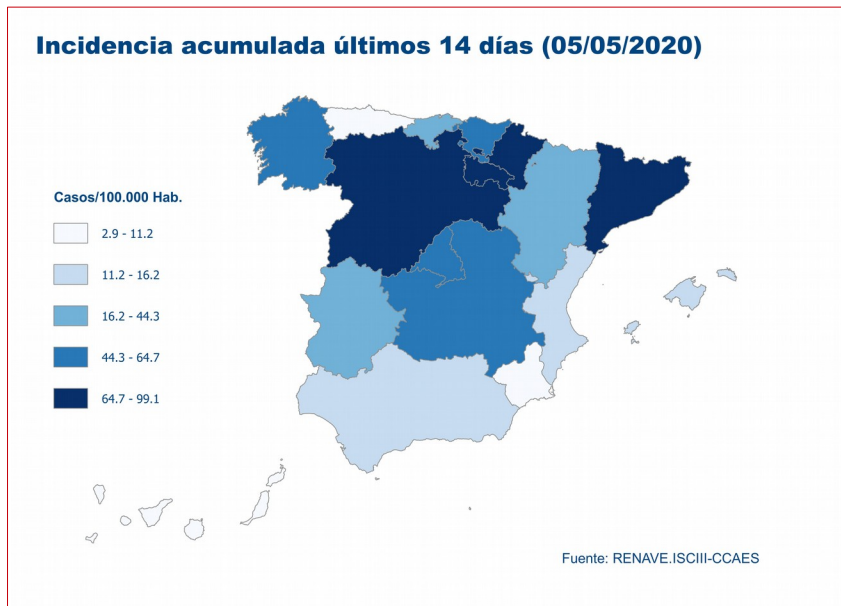 Incidencia acumulada últimos 14 días (05/05/2020)
Casos/100.000 Hab.
2.9 - 11.2
11.2 - 16.2
16.2 - 44.3
44.3 - 64.7
64.7 - 99.1
Fuente: RENAVE.ISCIII-CCAES